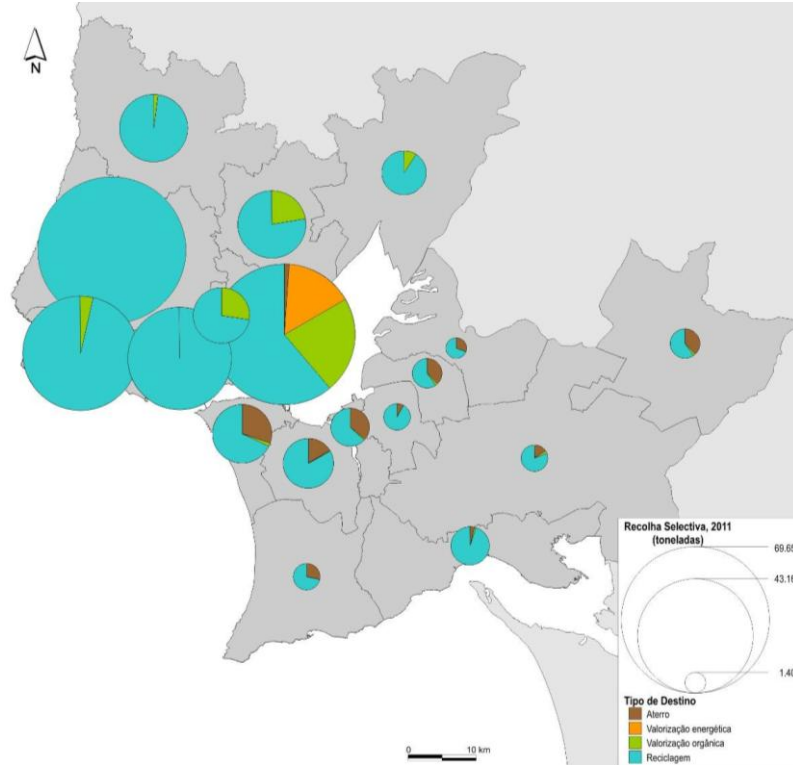 N
Recolha Selectiva, 2011
(toneladas)
69.65
43.16
1.40
Tipo de Destino
Aterro
Valorização energética
Valorização orgânica
Reciclagem
0 10 km